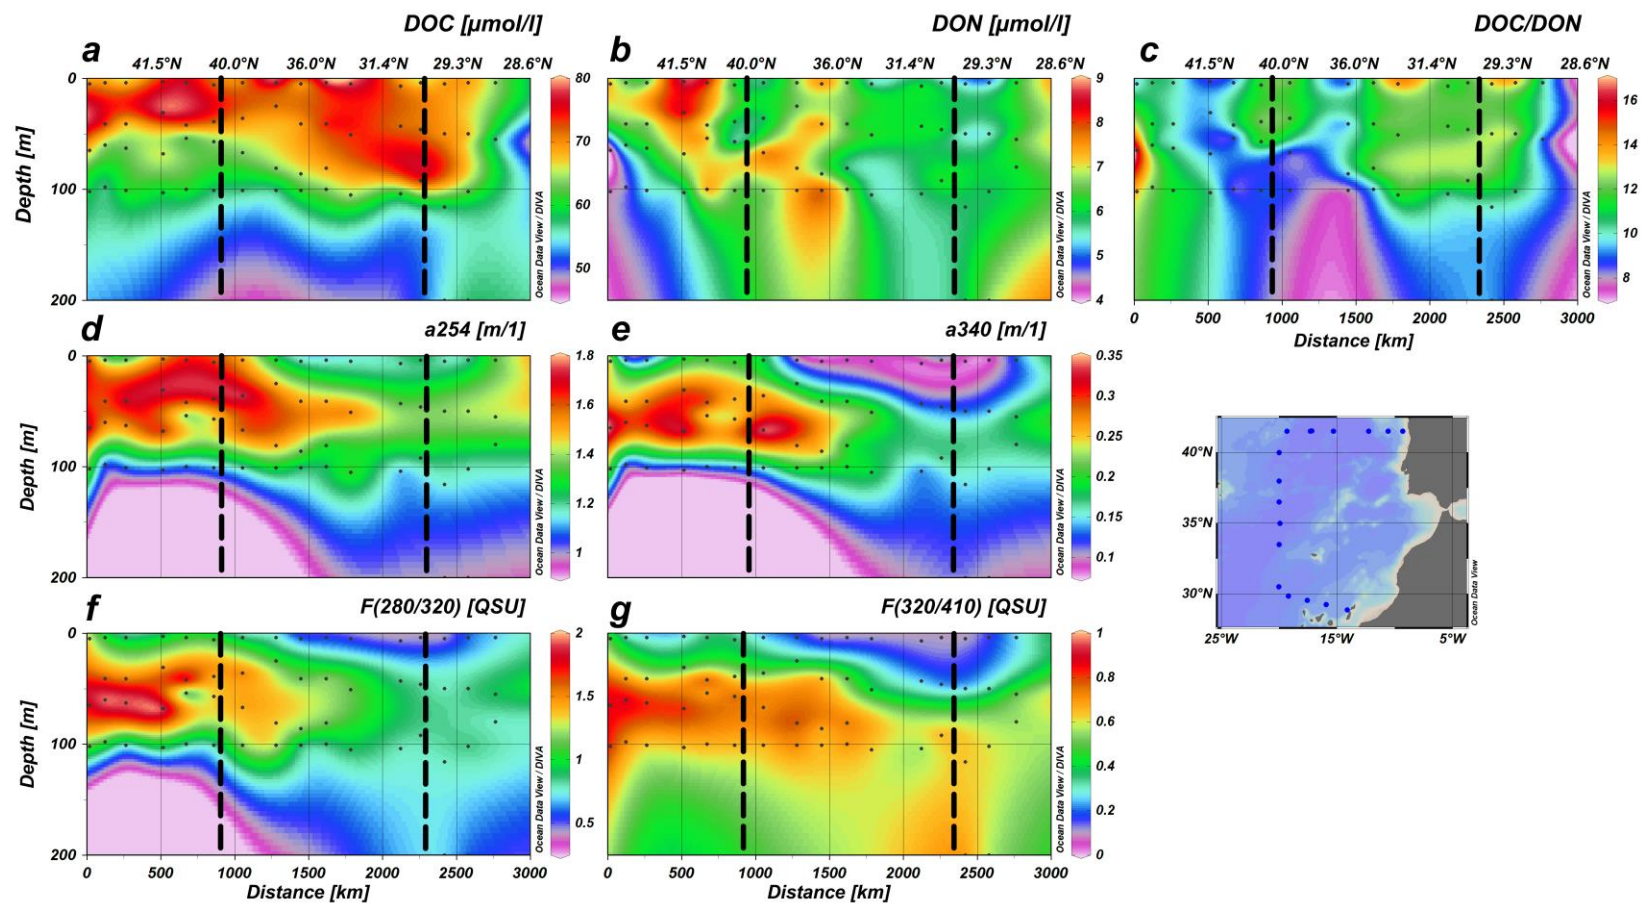 a DOC [µmol/l]
41.5°N 40.0°N 36.0°N 31.4°N 29.3°N 28.6°N
Depth [m]
0
100
200
80
70
60
50
Ocean Data View / DIVA
b DON [µmol/l]
41.5°N 40.0°N 36.0°N 31.4°N 29.3°N 28.6°N
9
8
7
6
5
4
Ocean Data View / DIVA
c DOC/DON
41.5°N 40.0°N 36.0°N 31.4°N 29.3°N 28.6°N
16
14
12
10
8
Ocean Data View / DIVA
0 500 1000 1500 2000 2500 3000
Distance [km]
d a254 [m/1]
Depth [m]
0
100
200
1.8
1.6
1.4
1.2
1
Ocean Data View / DIVA
e a340 [m/1]
0.35
0.3
0.25
0.2
0.15
0.1
Ocean Data View / DIVA
40°N
35°N
30°N
25°W 15°W 5°W
Ocean Data View
f F(280/320) [QSU]
Depth [m]
0
100
200
2
1.5
1
0.5
Ocean Data View / DIVA
0 500 1000 1500 2000 2500 3000
Distance [km]
g F(320/410) [QSU]
1
0.8
0.6
0.4
0.2
0
Ocean Data View / DIVA
0 500 1000 1500 2000 2500 3000
Distance [km]